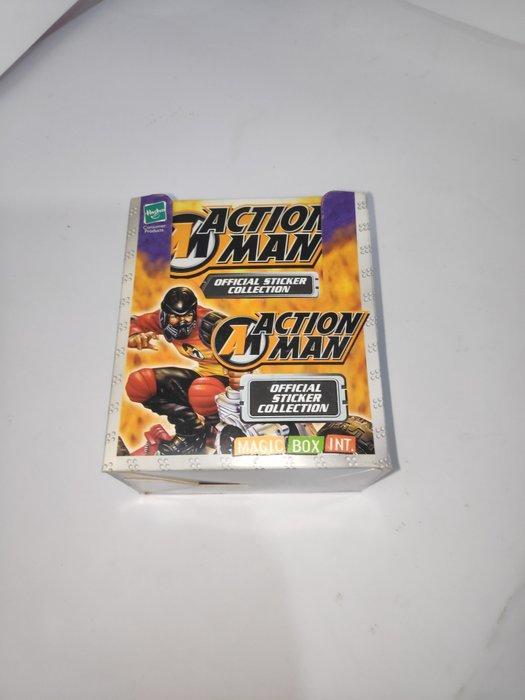 Hasbro
Consumer
Products
ACTION
MAN
OFFICIAL STICKER
COLLECTION
ACTION
MAN
OFFICIAL
STICKER
COLLECTION
MAGIC BOX INT.